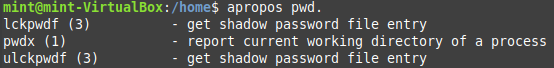 mint@mint-VirtualBox:/home$ apropos pwd.
lckpwdf (3)          - get shadow password file entry
pwdx (1)             - report current working directory of a process
ulckpwdf (3)         - get shadow password file entry